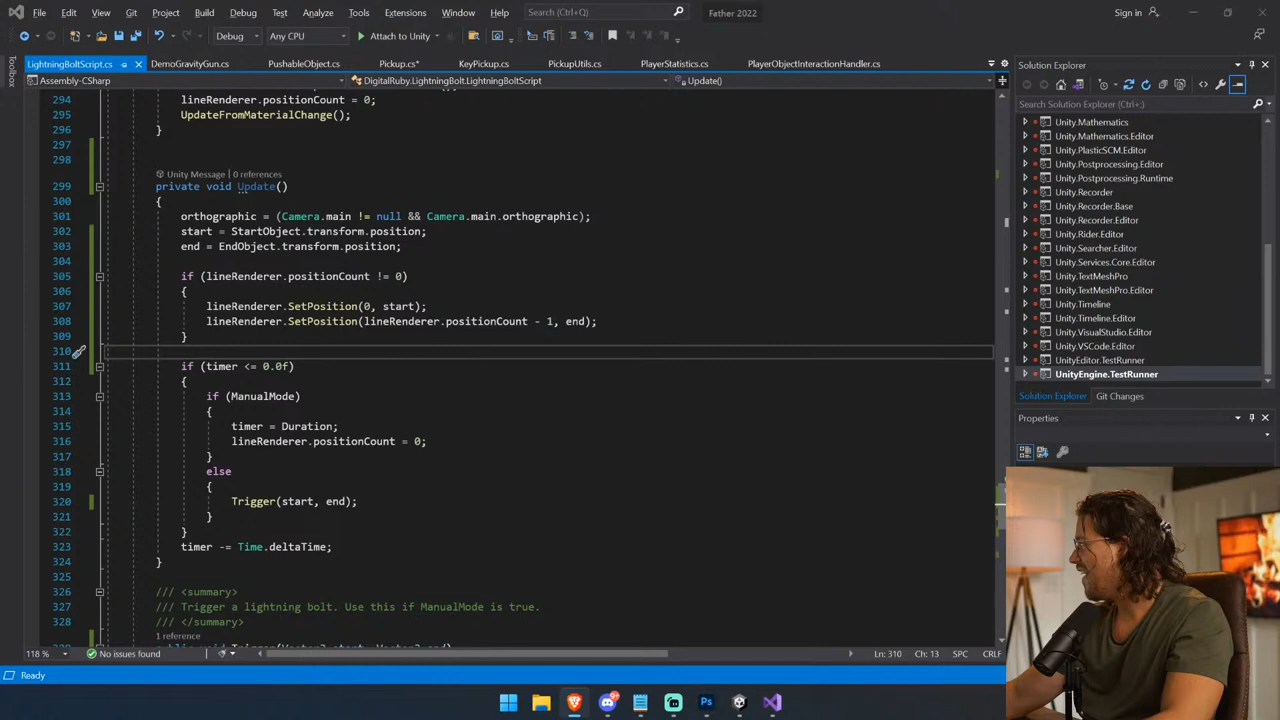 File Edit View Git Project Build Debug Test Analyze Tools Extensions Window Help Search (Ctrl+;) Father 2022 Sign in
Debug Any CPU Attach to Unity
Toolbox
LightningBoltScript.cs DemoGravityGun.cs PushableObject.cs Pickup.cs* KeyPickup.cs PickupUtils.cs PlayerStatistics.cs PlayerObjectInteractionHandler.cs
Assembly-CSharp DigitalRuby.LightningBolt.LightningBoltScript Update()
294
295 lineRenderer.positionCount = 0;
UpdateFromMaterialChange();
296 }
297
298
Unity Message | 0 references
299 private void Update()
300 {
301 orthographic = (Camera.main != null && Camera.main.orthographic);
302 start = StartObject.transform.position;
303 end = EndObject.transform.position;
304
305 if (lineRenderer.positionCount != 0)
306 {
307 lineRenderer.SetPosition(0, start);
308 lineRenderer.SetPosition(lineRenderer.positionCount - 1, end);
309 }
310
311 if (timer <= 0.0f)
312 {
313 if (ManualMode)
314 {
315 timer = Duration;
316 lineRenderer.positionCount = 0;
317 }
318 else
319 {
320 Trigger(start, end);
321 }
322 }
323 timer -= Time.deltaTime;
324 }
325
326 /// <summary>
327 /// Trigger a lightning bolt. Use this if ManualMode is true.
328 /// </summary>
1 reference
118 % No issues found Ln: 310 Ch: 13 SPC CRLF
Ready
Solution Explorer
Search Solution Explorer (Ctrl+;)
Unity.Mathematics
Unity.Mathematics.Editor
Unity.PlasticSCM.Editor
Unity.Postprocessing.Editor
Unity.Postprocessing.Runtime
Unity.Recorder
Unity.Recorder.Base
Unity.Recorder.Editor
Unity.Rider.Editor
Unity.Searcher.Editor
Unity.Services.Core.Editor
Unity.TextMeshPro
Unity.TextMeshPro.Editor
Unity.Timeline
Unity.Timeline.Editor
Unity.VisualStudio.Editor
Unity.VSCode.Editor
UnityEditor.TestRunner
UnityEngine.TestRunner
Solution Explorer Git Changes
Properties